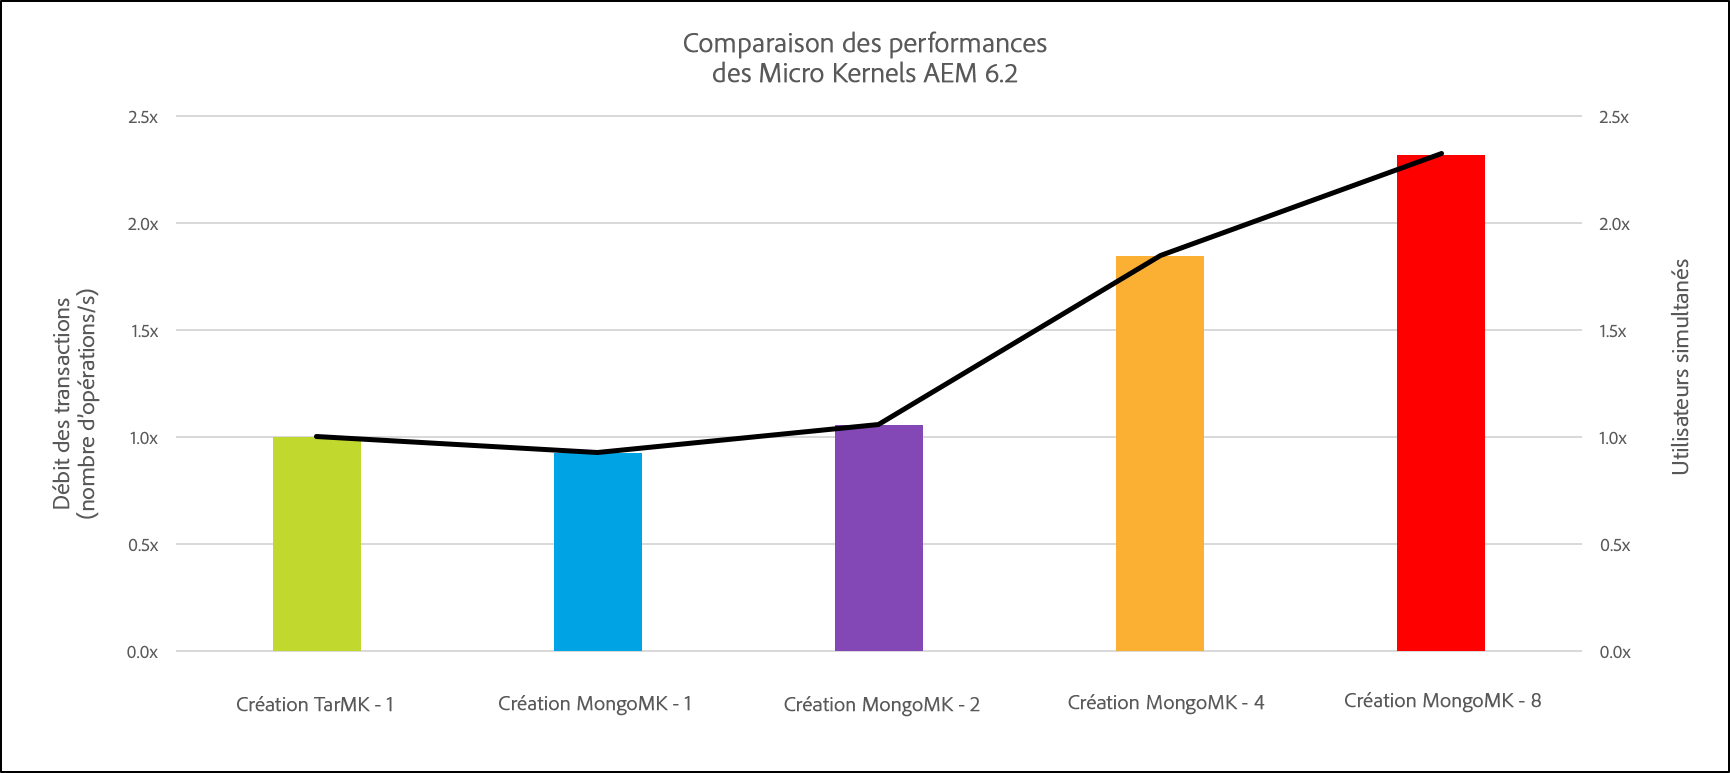 Comparaison des performances
des Micro Kernels AEM 6.2
2.5x
2.0x
1.5x
1.0x
0.5x
0.0x
Débit des transactions
(nombre d'opérations/s)
2.5x
2.0x
1.5x
1.0x
0.5x
0.0x
Utilisateurs simultanés
Création TarMK - 1
Création MongoMK - 1
Création MongoMK - 2
Création MongoMK - 4
Création MongoMK - 8